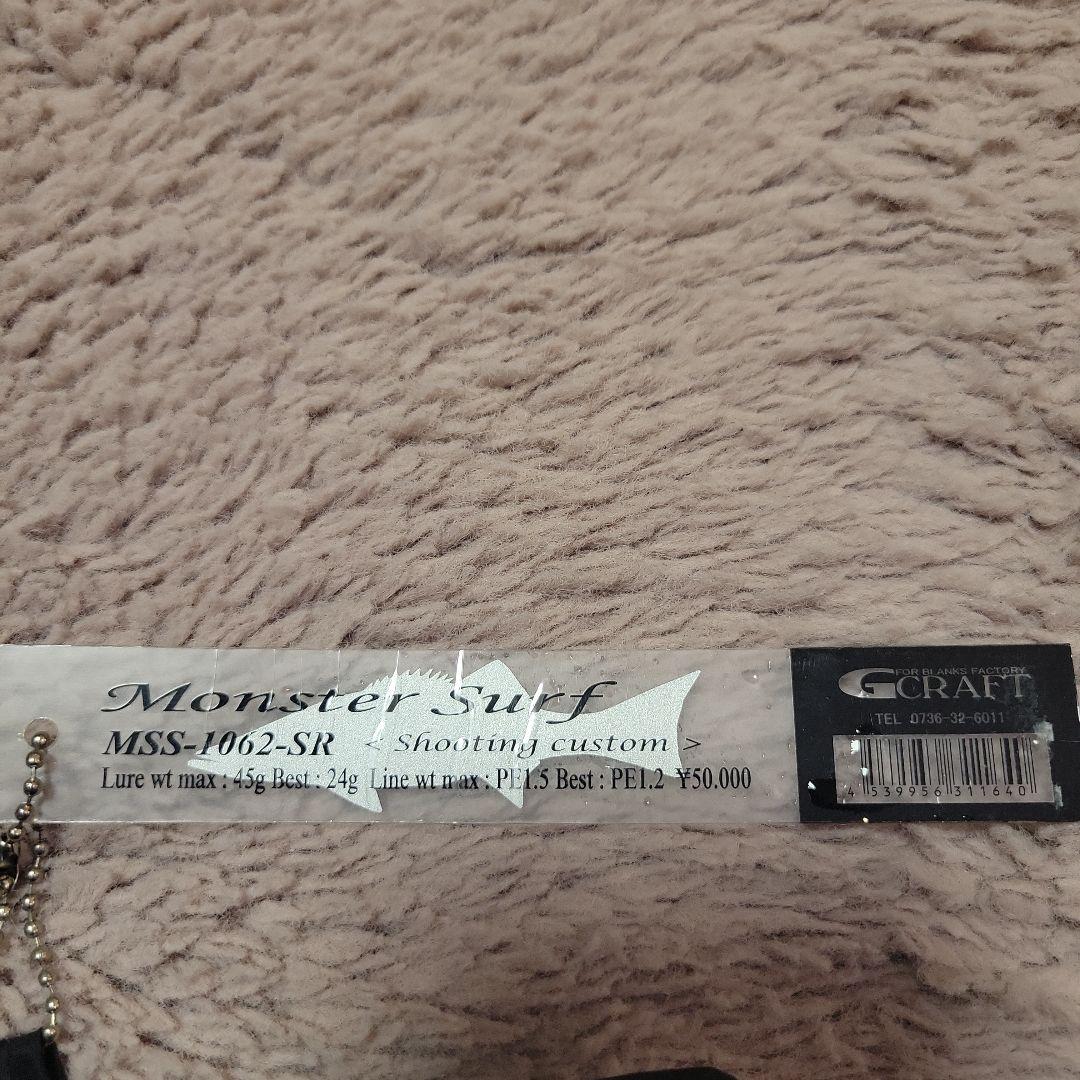 Monster Surf
MSS-1062-SR < Shooting custom >
Lure wt max : 45g Best : 24g Line wt max : PE1.5 Best : PE1.2 ¥50.000
FOR BLANKS FACTORY
GCRAFT
TEL 0736-32-6011
4 539956 311640